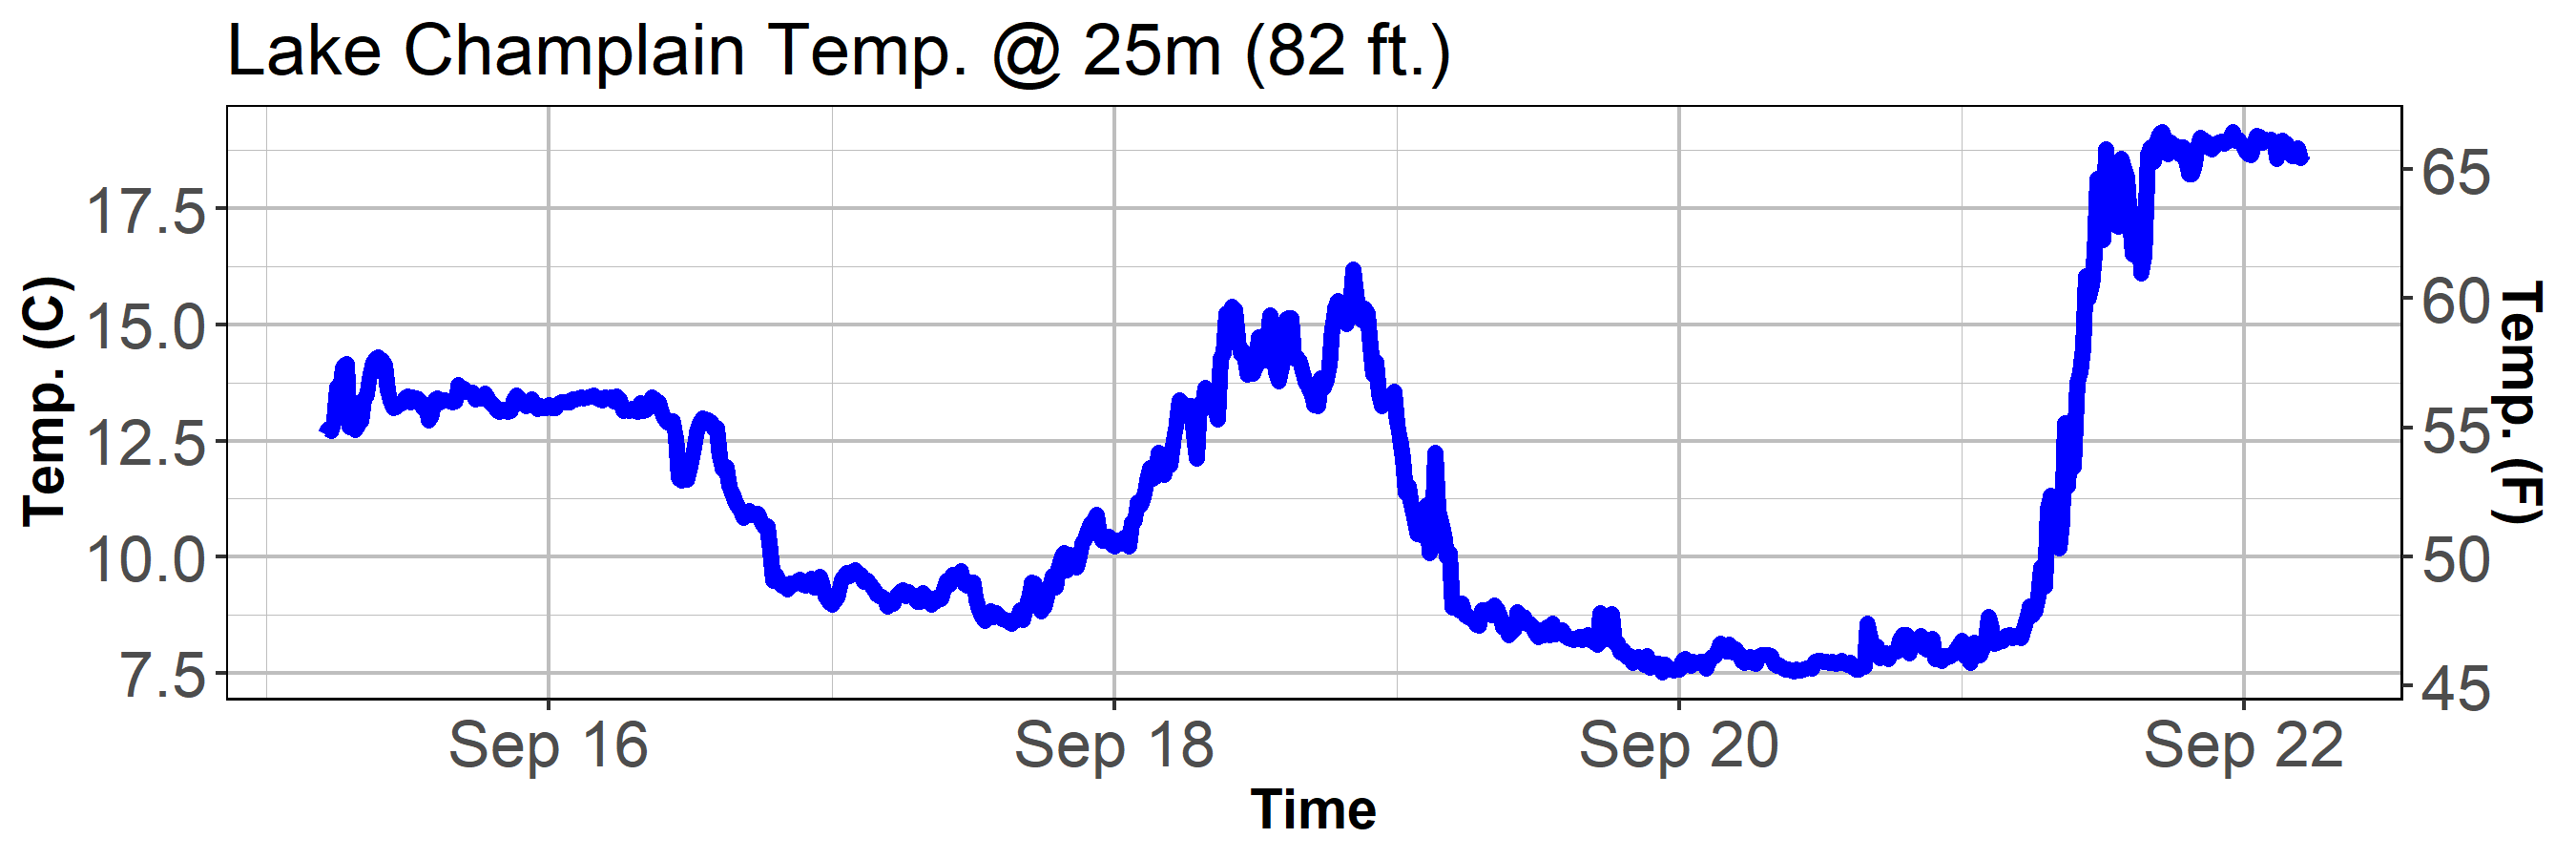 Lake Champlain Temp. @ 25m (82 ft.)
Temp. (C)
17.5
15.0
12.5
10.0
7.5
65
60
55
50
45
Temp. (F)
Sep 16
Sep 18
Sep 20
Sep 22
Time